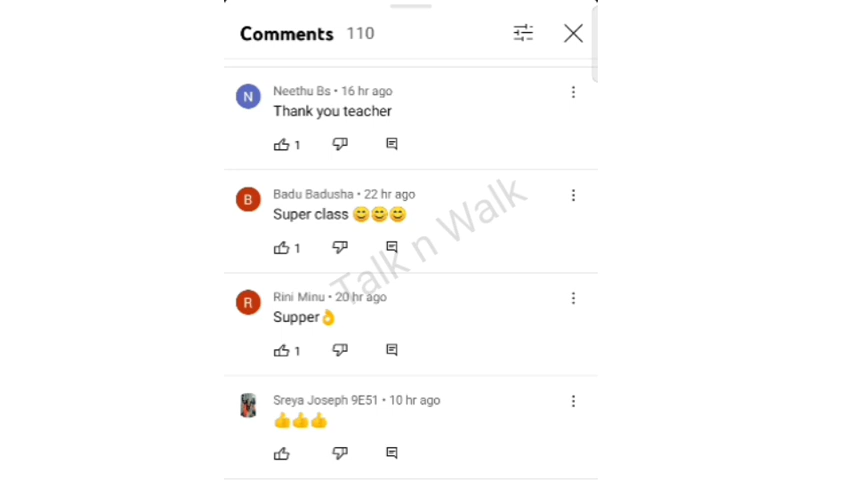 Comments 110
N
Neethu Bs • 16 hr ago
Thank you teacher
1
B
Badu Badusha • 22 hr ago
Super class 😊😊😊
1
Talk n Walk
R
Rini Minu • 20 hr ago
Supper👌
1
Sreya Joseph 9E51 • 10 hr ago
👍👍👍